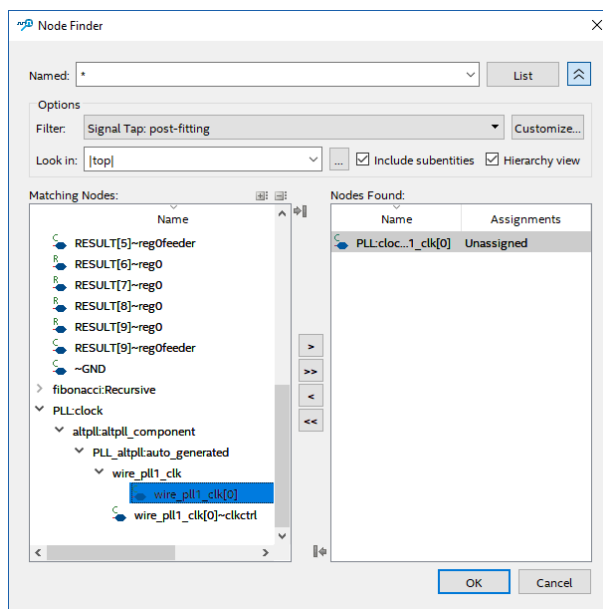 Node Finder
Named: * List
Options
Filter: Signal Tap: post-fitting Customize...
Look in: |top| ... Include subentities Hierarchy view
Matching Nodes: Nodes Found:
Name Name Assignments
C RESULT[5]~reg0feeder C PLL:cloc...1_clk[0] Unassigned
R RESULT[6]~reg0
R RESULT[7]~reg0
R RESULT[8]~reg0
R RESULT[9]~reg0
C RESULT[9]~reg0feeder
C ~GND
fibonacci:Recursive
PLL:clock
altpll:altpll_component
PLL_altpll:auto_generated
wire_pll1_clk
wire_pll1_clk[0]
C wire_pll1_clk[0]~clkctrl
>
>>
<
<<
OK Cancel